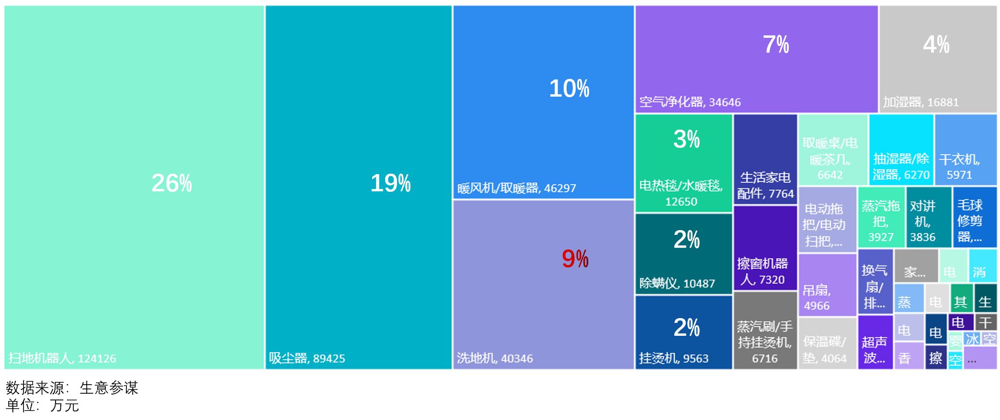 26%
扫地机器人, 124126
19%
吸尘器, 89425
10%
暖风机/取暖器, 46297
9%
洗地机, 40346
7%
空气净化器, 34646
4%
加湿器, 16881
3%
电热毯/水暖毯,
12650
2%
除螨仪, 10487
2%
挂烫机, 9563
生活家电
配件, 7764
擦窗机器
人, 7320
蒸汽刷/手
持挂烫机,
6716
取暖桌/电
暖茶几,
6642
抽湿器/除
湿器, 6270
干衣机,
5971
电动拖
把/电动
扫把,...
吊扇,
4966
保温碟/
垫, 4064
蒸汽拖
把,
3927
对讲
机,
3836
毛球
修剪
器,...
换气
扇/
排...
超声
波...
家...
电
消
蒸
电
其
生
电
香
电
擦
电
干
婴
冰
空
空
...
数据来源：生意参谋
单位：万元